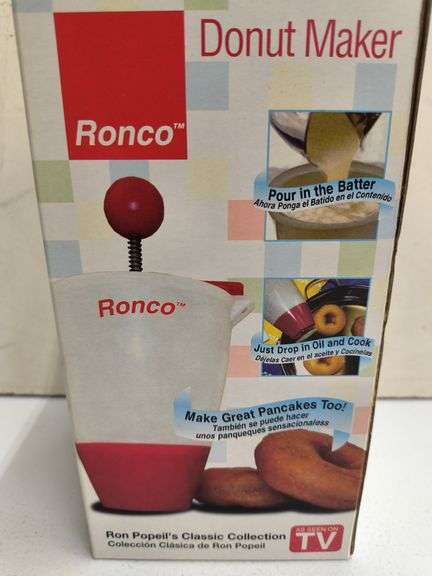 Donut Maker
Ronco™
Pour in the Batter
Ahora Ponga el Batido en el Contenido
Ronco™
Just Drop in Oil and Cook
Déjelas Caer en el aceite y Cocínelas
Make Great Pancakes Too!
También se puede hacer
unos panqueques sensacionaless
Ron Popeil's Classic Collection
Colección Clásica de Ron Popeil
AS SEEN ON
TV